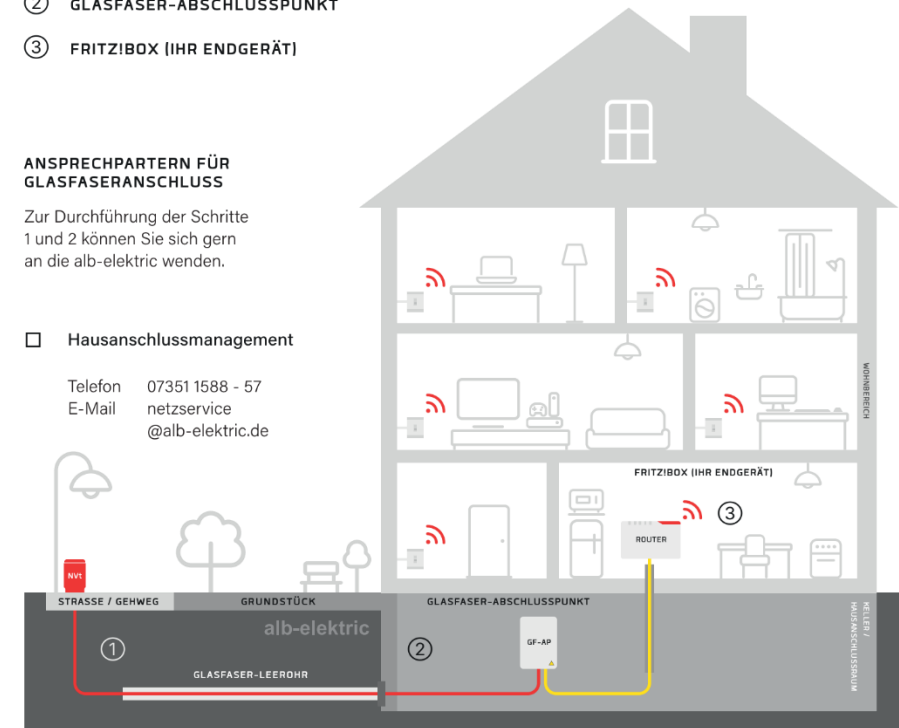 ② GLASFASER-ABSCHLUSSPUNKT
③ FRITZ!BOX (IHR ENDGERÄT)
ANSPRECHPARTERN FÜR
GLASFASERANSCHLUSS
Zur Durchführung der Schritte
1 und 2 können Sie sich gern
an die alb-elektric wenden.
Hausanschlussmanagement
Telefon 07351 1588 - 57
E-Mail netzservice
@alb-elektric.de
WOHNBEREICH
FRITZ!BOX (IHR ENDGERÄT)
③
ROUTER
NVt
STRASSE / GEHWEG
GRUNDSTÜCK
GLASFASER-ABSCHLUSSPUNKT
alb-elektric
①
②
GF-AP
GLASFASER-LEERROHR
KELLER /
HAUSANSCHLUSSRAUM